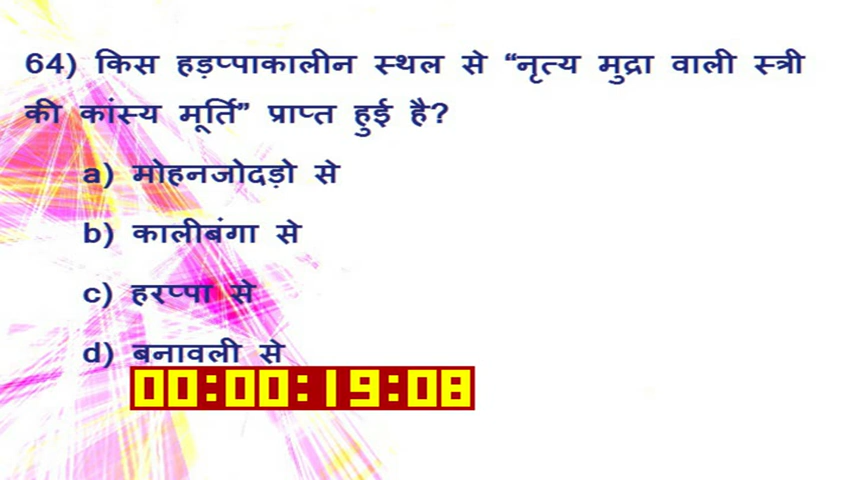 64) किस हड़प्पाकालीन स्थल से “नृत्य मुद्रा वाली स्त्री
की कांस्य मूर्ति” प्राप्त हुई है?
a) मोहनजोदड़ो से
b) कालीबंगा से
c) हरप्पा से
d) बनावली से
00:00:19:08